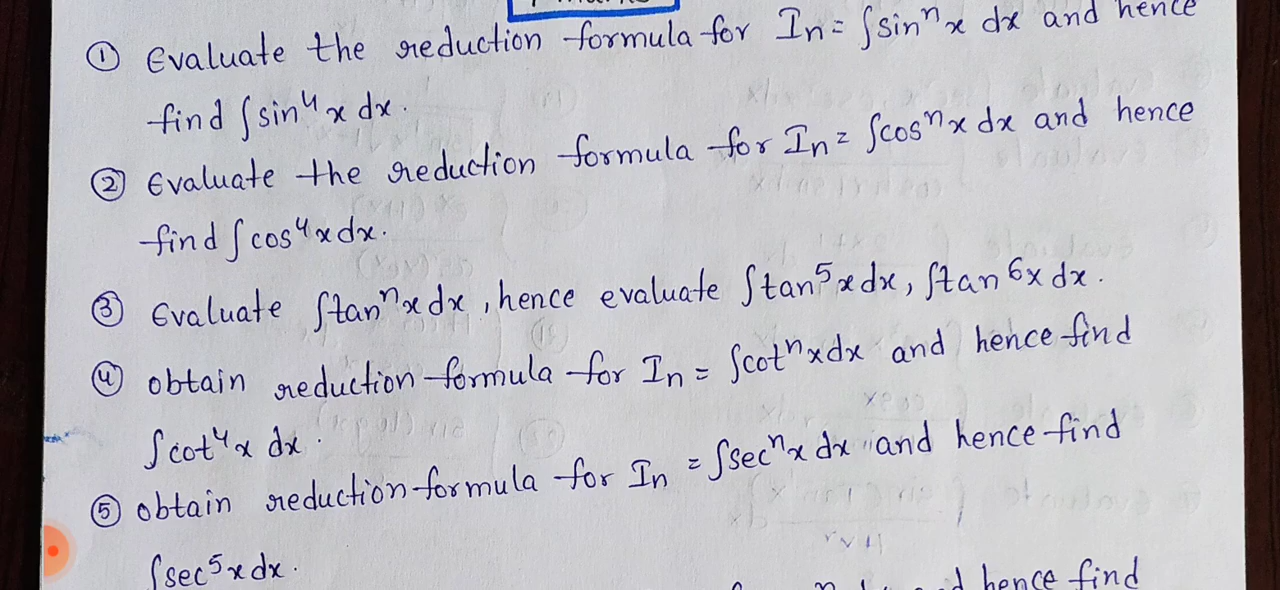 ① Evaluate the reduction formula for In = ∫sinⁿx dx and hence
find ∫sin⁴x dx.
② Evaluate the reduction formula for In = ∫cosⁿx dx and hence
find ∫cos⁴x dx.
③ Evaluate ∫tanⁿx dx, hence evaluate ∫tan⁵x dx, ∫tan⁶x dx.
④ obtain reduction formula for In = ∫cotⁿx dx and hence find
∫cot⁴x dx.
⑤ obtain reduction formula for In = ∫secⁿx dx and hence find
∫sec⁵x dx.
hence find